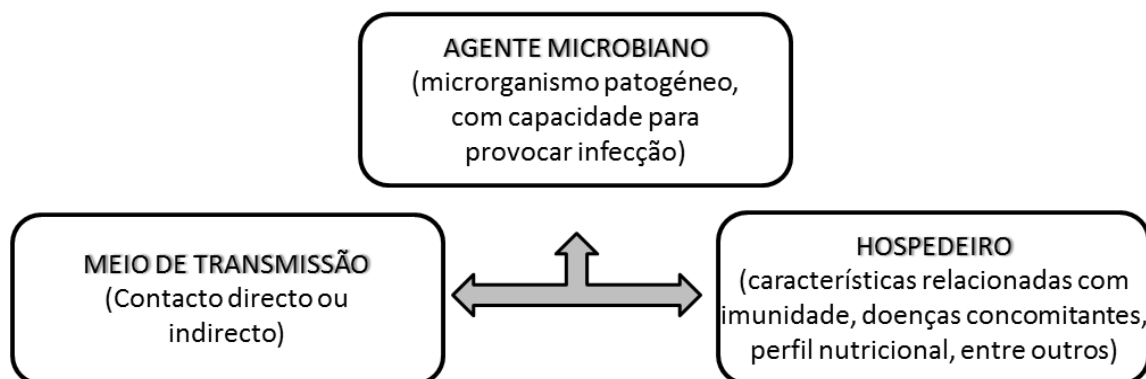 AGENTE MICROBIANO
(microrganismo patogéneo,
com capacidade para
provocar infecção)
MEIO DE TRANSMISSÃO
(Contacto directo ou
indirecto)
HOSPEDEIRO
(características relacionadas com
imunidade, doenças concomitantes,
perfil nutricional, entre outros)